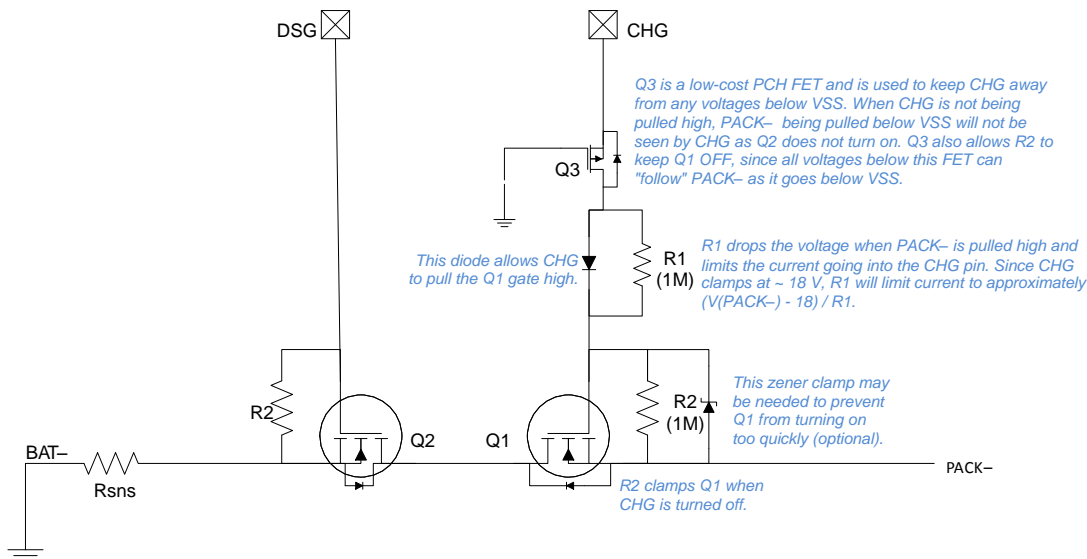 DSG
CHG
Q3 is a low-cost PCH FET and is used to keep CHG away
from any voltages below VSS. When CHG is not being
pulled high, PACK– being pulled below VSS will not be
seen by CHG as Q2 does not turn on. Q3 also allows R2 to
keep Q1 OFF, since all voltages below this FET can
"follow" PACK– as it goes below VSS.
Q3
This diode allows CHG
to pull the Q1 gate high.
R1
(1M)
R1 drops the voltage when PACK– is pulled high and
limits the current going into the CHG pin. Since CHG
clamps at ~ 18 V, R1 will limit current to approximately
(V(PACK–) - 18) / R1.
R2
Q2
Q1
R2
(1M)
This zener clamp may
be needed to prevent
Q1 from turning on
too quickly (optional).
BAT–
Rsns
R2 clamps Q1 when
CHG is turned off.
PACK–